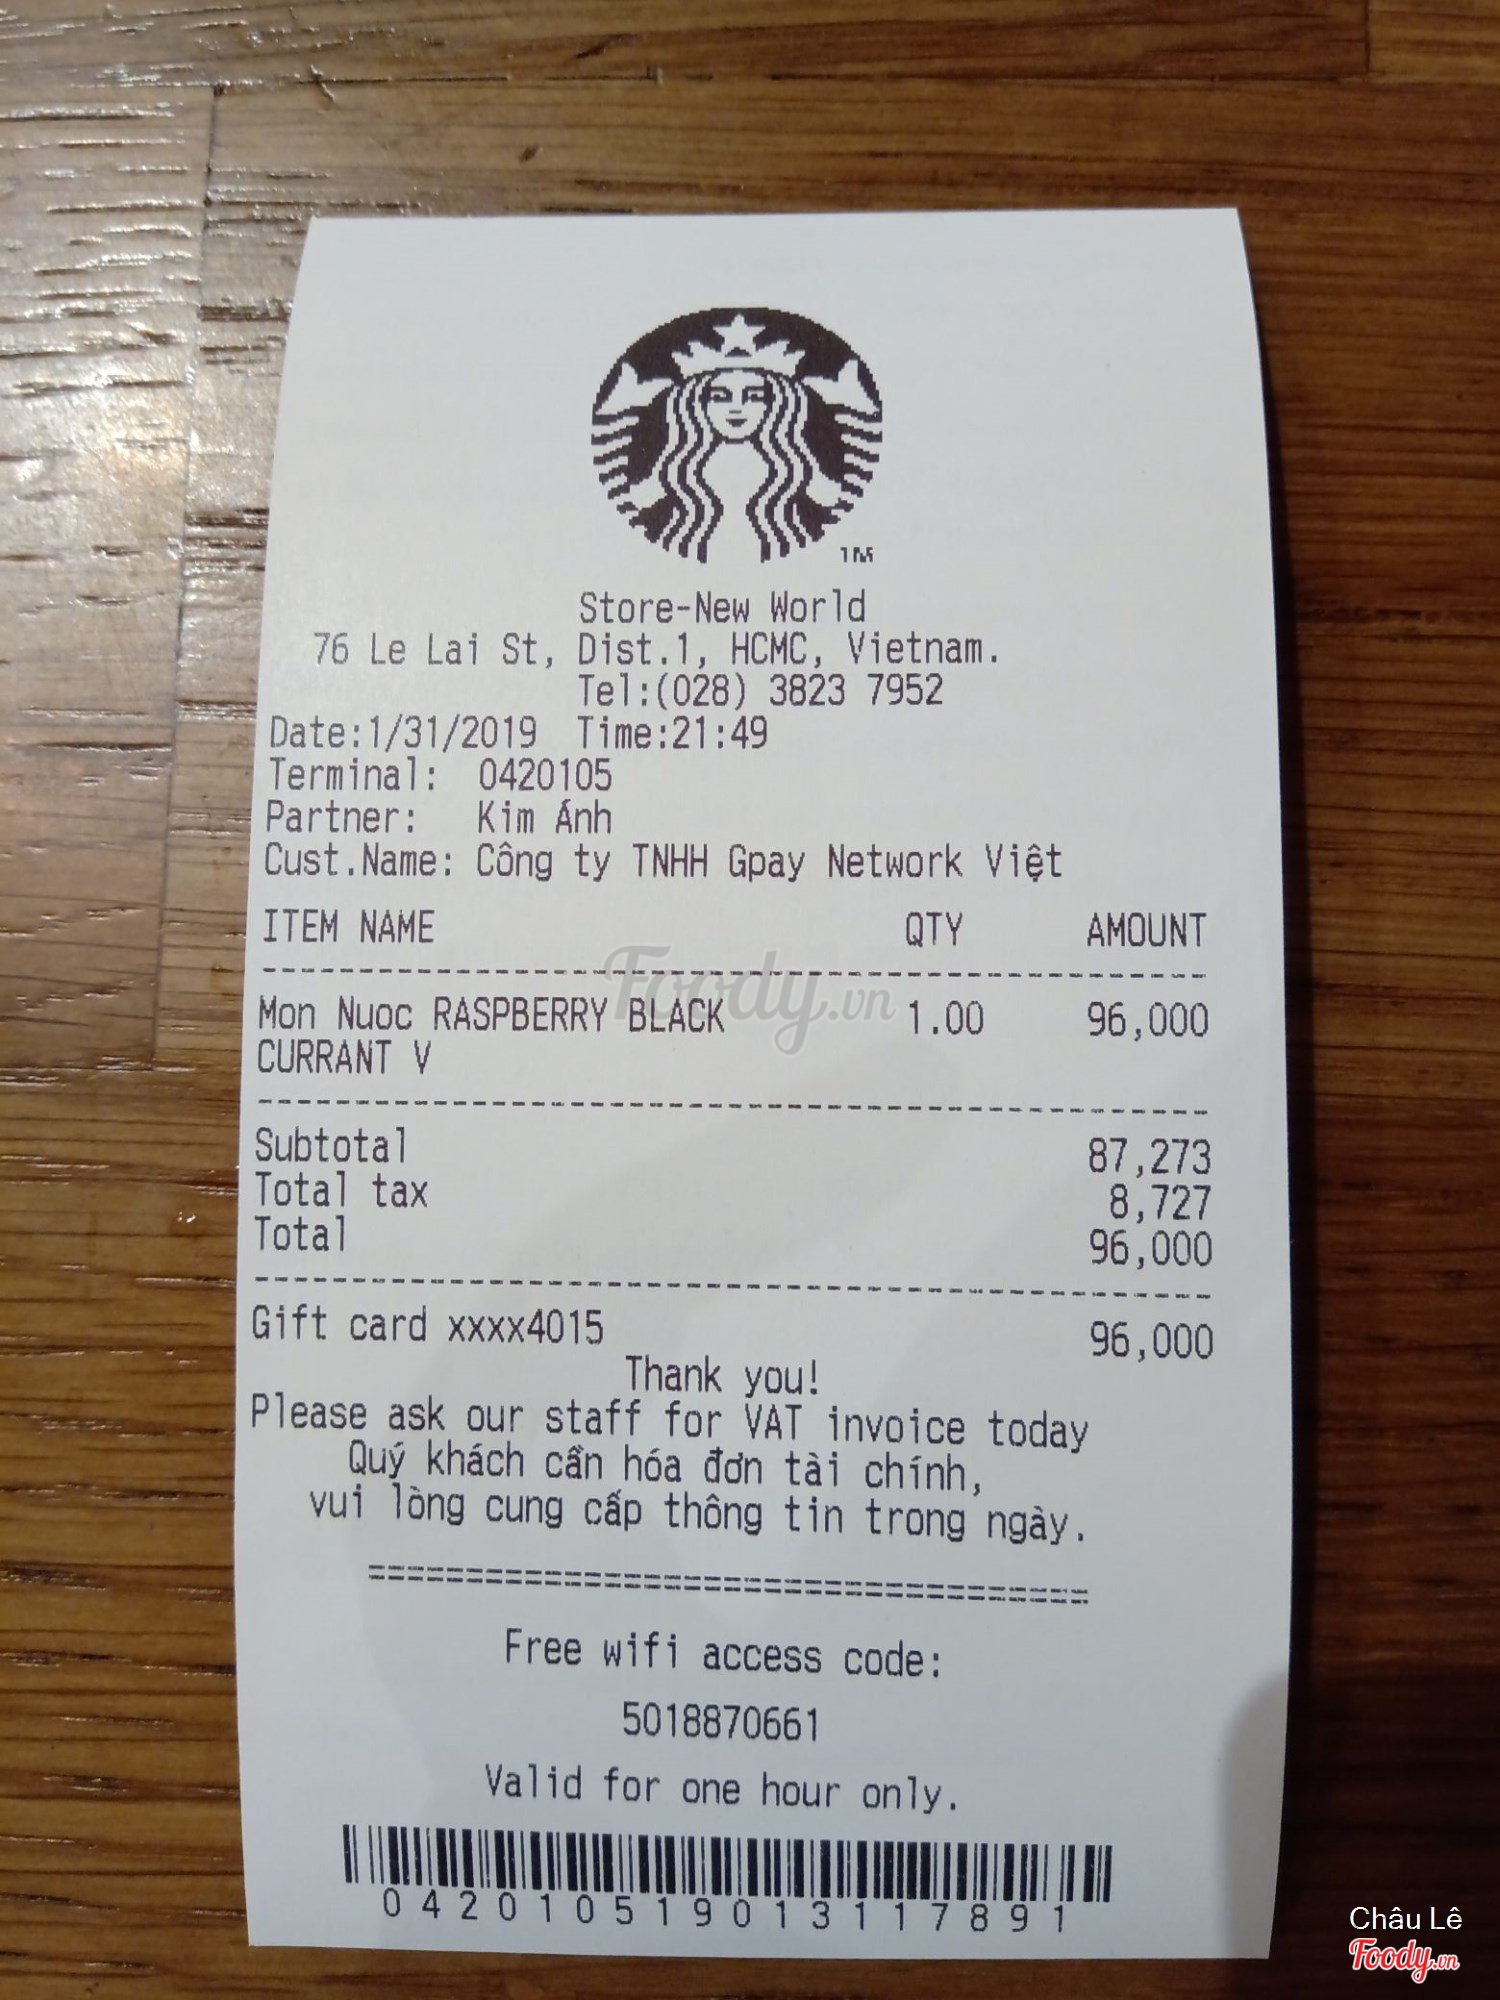 TM
Store-New World
76 Le Lai St, Dist.1, HCMC, Vietnam.
Tel:(028) 3823 7952
Date:1/31/2019 Time:21:49
Terminal: 0420105
Partner: Kim Ánh
Cust.Name: Công ty TNHH Gpay Network Việt
ITEM NAME QTY AMOUNT
Foody.vn
Mon Nuoc RASPBERRY BLACK 1.00 96,000
CURRANT V
Subtotal 87,273
Total tax 8,727
Total 96,000
Gift card xxxx4015 96,000
Thank you!
Please ask our staff for VAT invoice today
Quý khách cần hóa đơn tài chính,
vui lòng cung cấp thông tin trong ngày.
======================================
Free wifi access code:
5018870661
Valid for one hour only.
042010519013117891
Châu Lê
Foody.vn